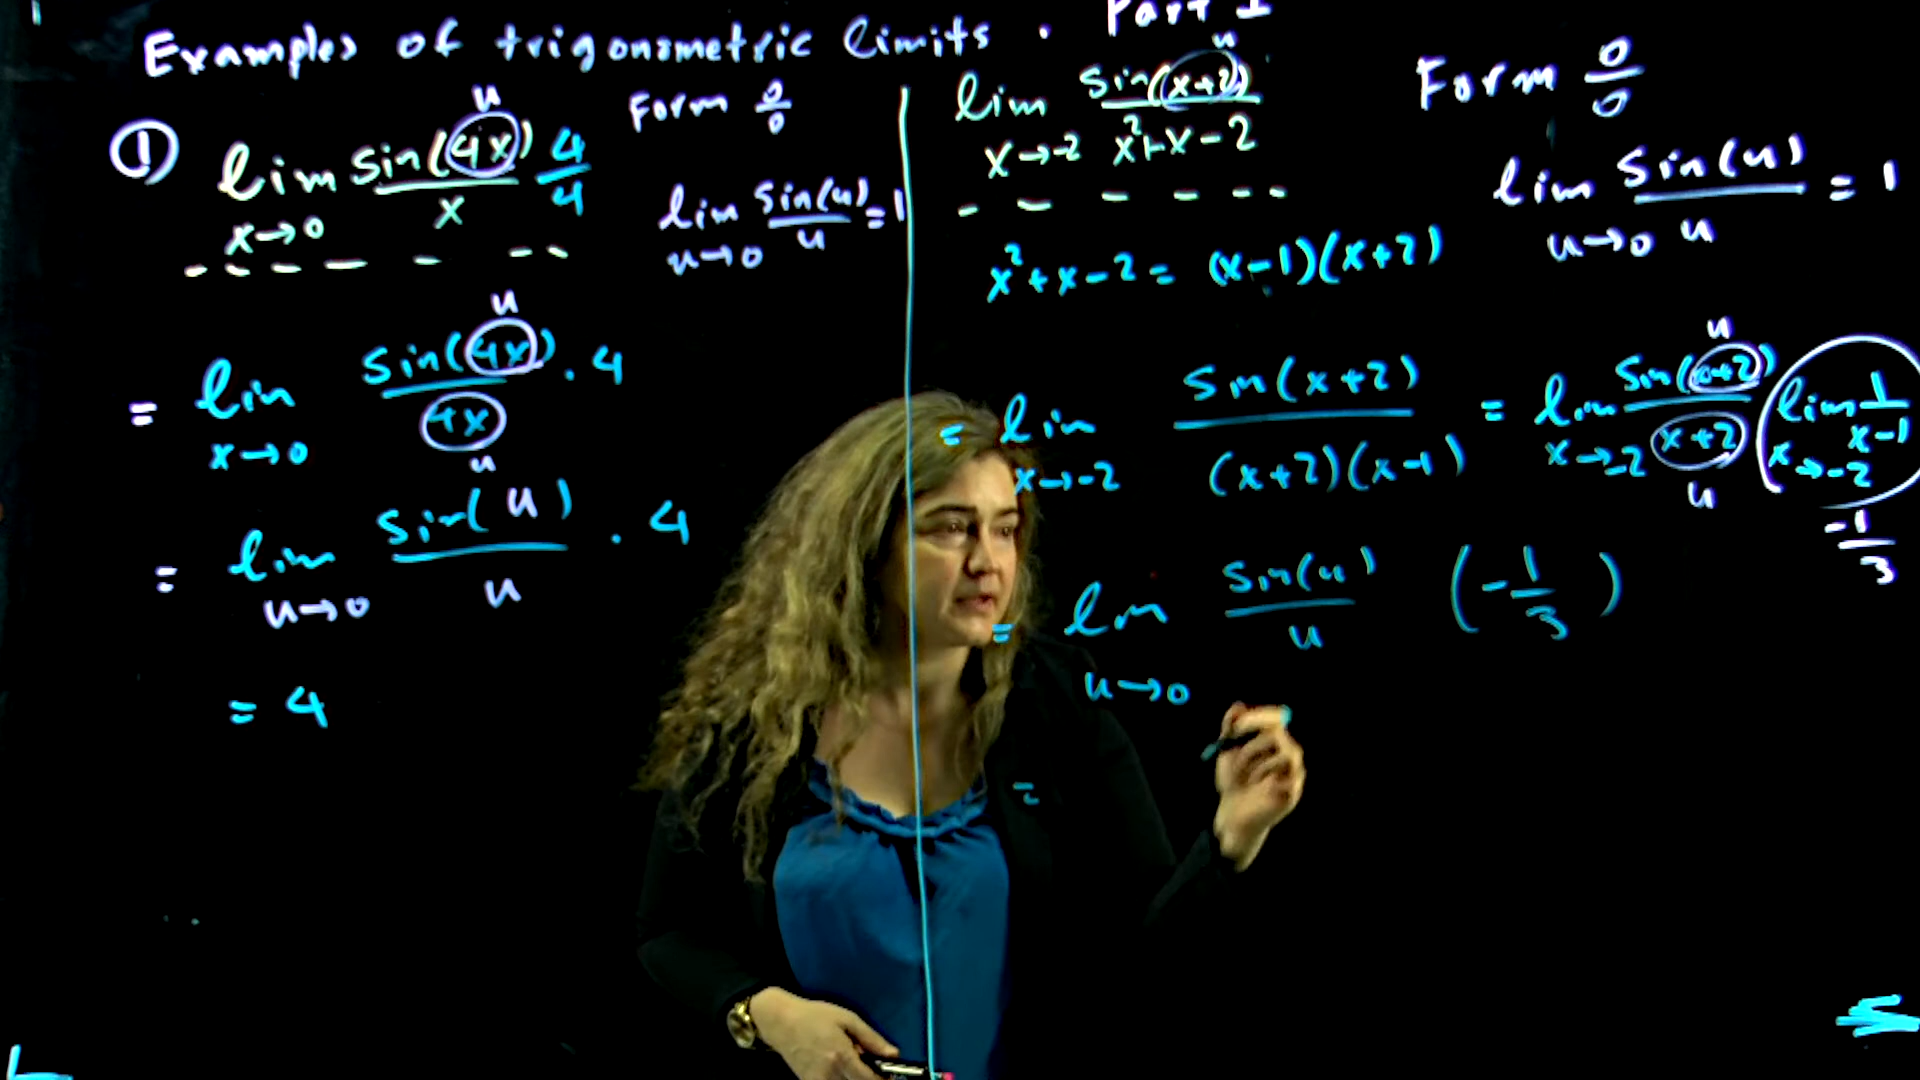 Examples of trigonometric limits. Part I
① lim x→0 sin(4x)/x 4/4
u
Form 0/0
lim u→0 sin(u)/u = 1
= lim x→0 sin(4x)/4x · 4
u
u
= lim u→0 sin(u)/u · 4
= 4
lim x→-2 sin(x+2)/x²+x-2
u
Form 0/0
lim u→0 sin(u)/u = 1
x²+x-2 = (x-1)(x+2)
= lim x→-2 sin(x+2)/(x+2)(x-1) = lim x→-2 sin(x+2)/x+2 lim x→-2 1/x-1
u
u
-1/3
= lim u→0 sin(u)/u (-1/3)
=